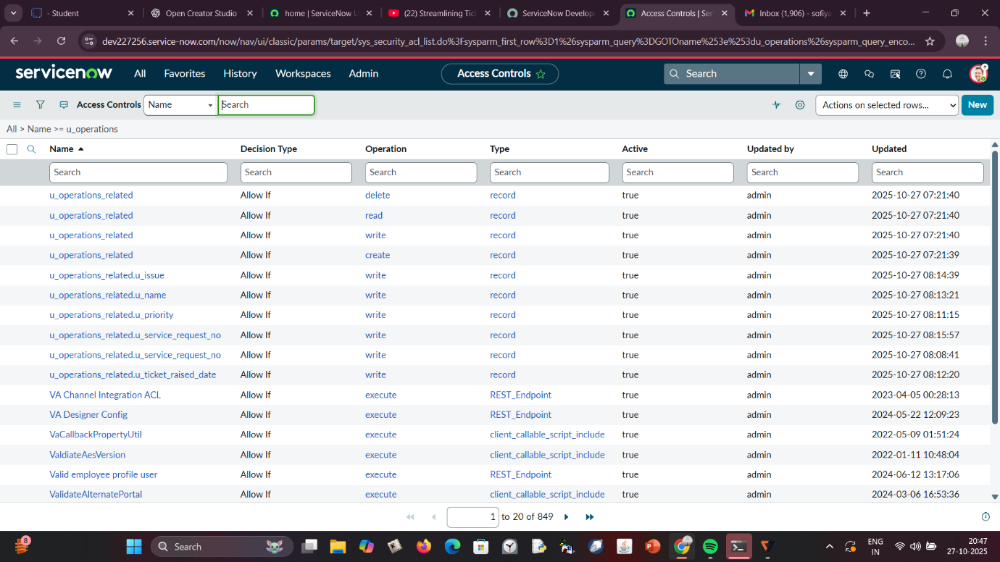 - Student
Open Creator Studio
home | ServiceNow U
(22) Streamlining Tic
ServiceNow Develop
Access Controls | Ser
Inbox (1,906) - sofiya
dev227256.service-now.com/now/nav/ui/classic/params/target/sys_security_acl_list.do%3Fsysparm_first_row%3D1%26sysparm_query%3DGOTOname%253e%253du_operations%26sysparm_query_enco...
servicenow All Favorites History Workspaces Admin Access Controls Search
Access Controls Name Search Actions on selected rows... New
All > Name >= u_operations
Name Decision Type Operation Type Active Updated by Updated
Search Search Search Search Search Search Search
u_operations_related Allow If delete record true admin 2025-10-27 07:21:40
u_operations_related Allow If read record true admin 2025-10-27 07:21:40
u_operations_related Allow If write record true admin 2025-10-27 07:21:40
u_operations_related Allow If create record true admin 2025-10-27 07:21:39
u_operations_related.u_issue Allow If write record true admin 2025-10-27 08:14:39
u_operations_related.u_name Allow If write record true admin 2025-10-27 08:13:21
u_operations_related.u_priority Allow If write record true admin 2025-10-27 08:11:15
u_operations_related.u_service_request_no Allow If write record true admin 2025-10-27 08:15:57
u_operations_related.u_service_request_no Allow If write record true admin 2025-10-27 08:08:41
u_operations_related.u_ticket_raised_date Allow If write record true admin 2025-10-27 08:12:20
VA Channel Integration ACL Allow If execute REST_Endpoint true admin 2023-04-05 00:28:13
VA Designer Config Allow If execute REST_Endpoint true admin 2024-05-22 12:09:23
VaCallbackPropertyUtil Allow If execute client_callable_script_include true admin 2022-05-09 01:51:24
ValdiateAesVersion Allow If execute client_callable_script_include true admin 2022-01-11 10:48:04
Valid employee profile user Allow If execute REST_Endpoint true admin 2024-06-12 13:17:06
ValidateAlternatePortal Allow If execute client_callable_script_include true admin 2024-03-06 16:53:36
1 to 20 of 849
8
Search
ENG
IN
20:47
27-10-2025